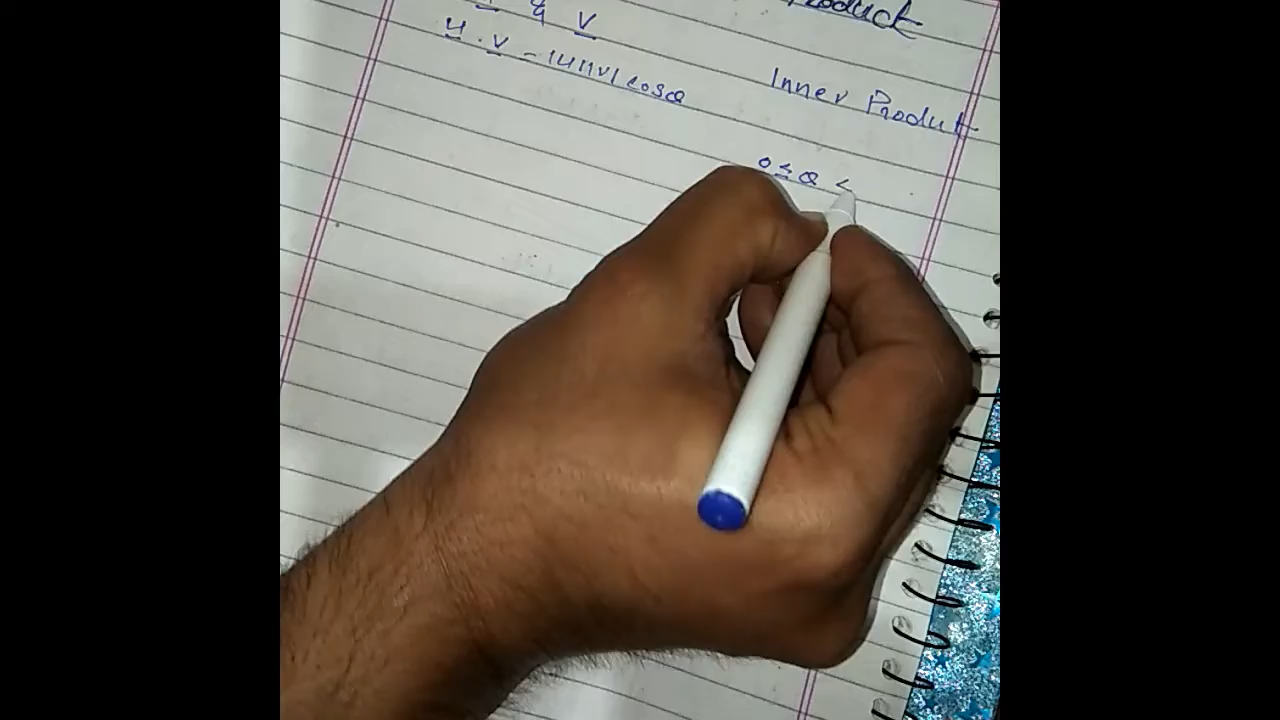 Product
u & v
u . v = |u||v| cosθ
Inner Product
0 ≤ θ <